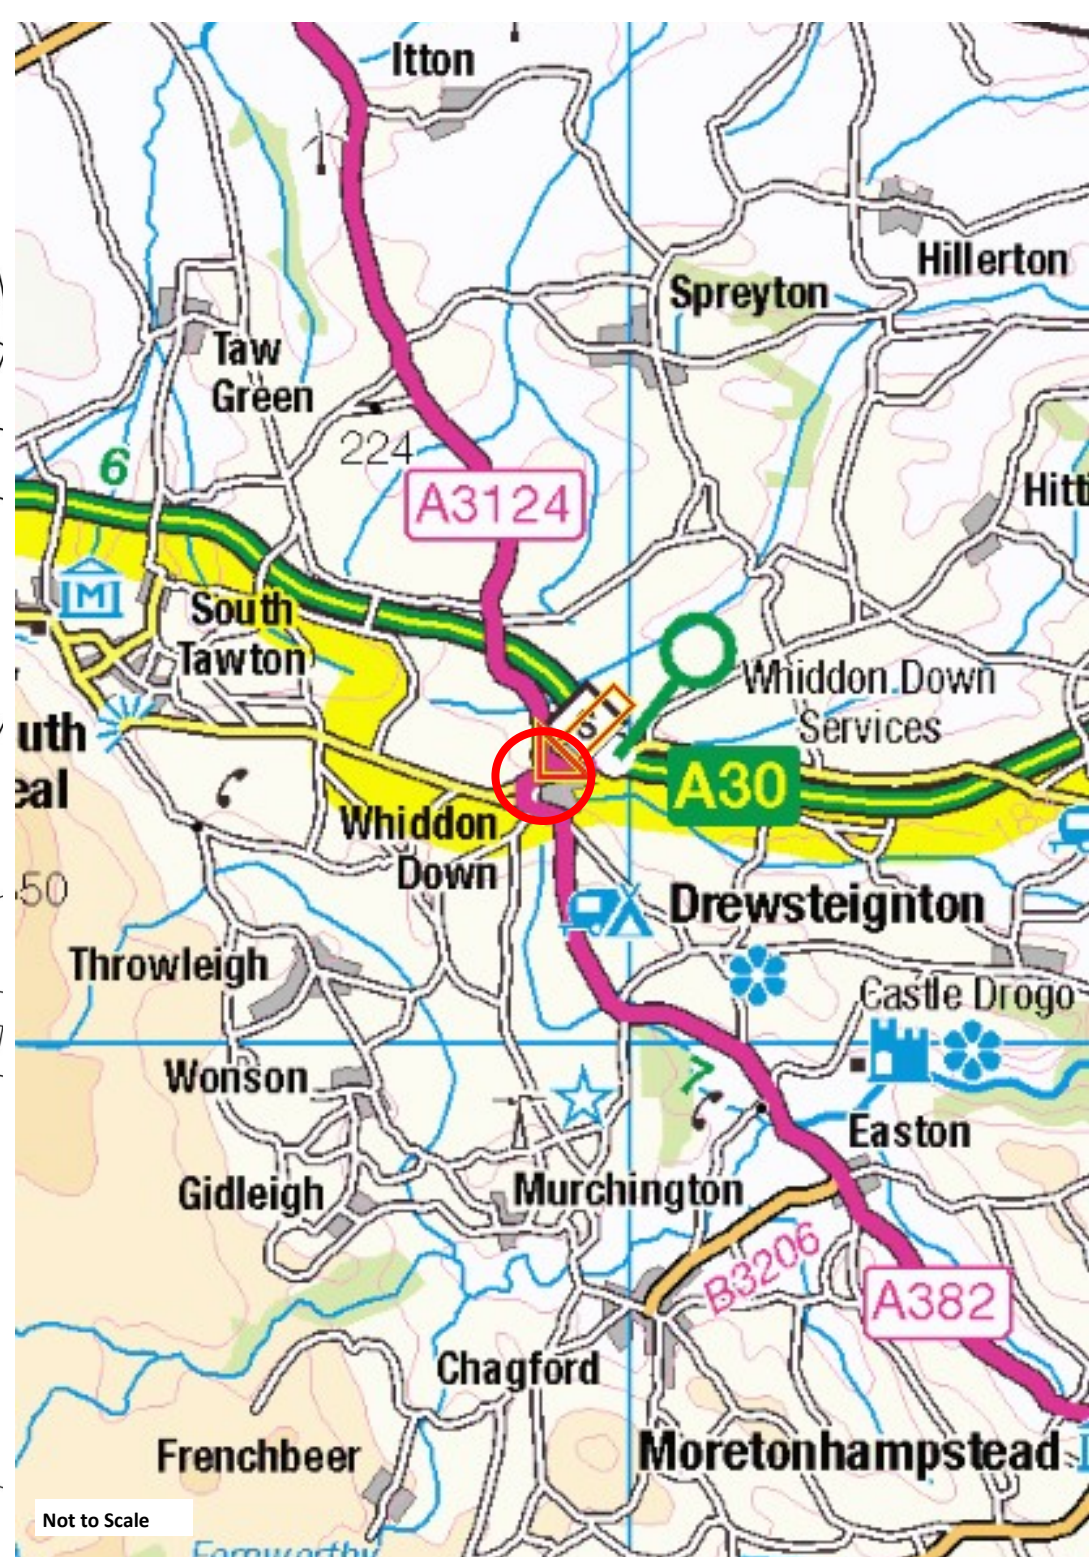 Itton
Hillerton
Spreyton
Taw
Green
224
6
A3124
Hitt
M
South
Tawton
Whiddon Down
Services
uth
eal
A30
Whiddon
Down
50
Drewsteignton
Throwleigh
Castle Drogo
Wonson
7
Easton
Gidleigh
Murchington
B3206
A382
Chagford
Frenchbeer
Moretonhampstead
Not to Scale
Fernworthy